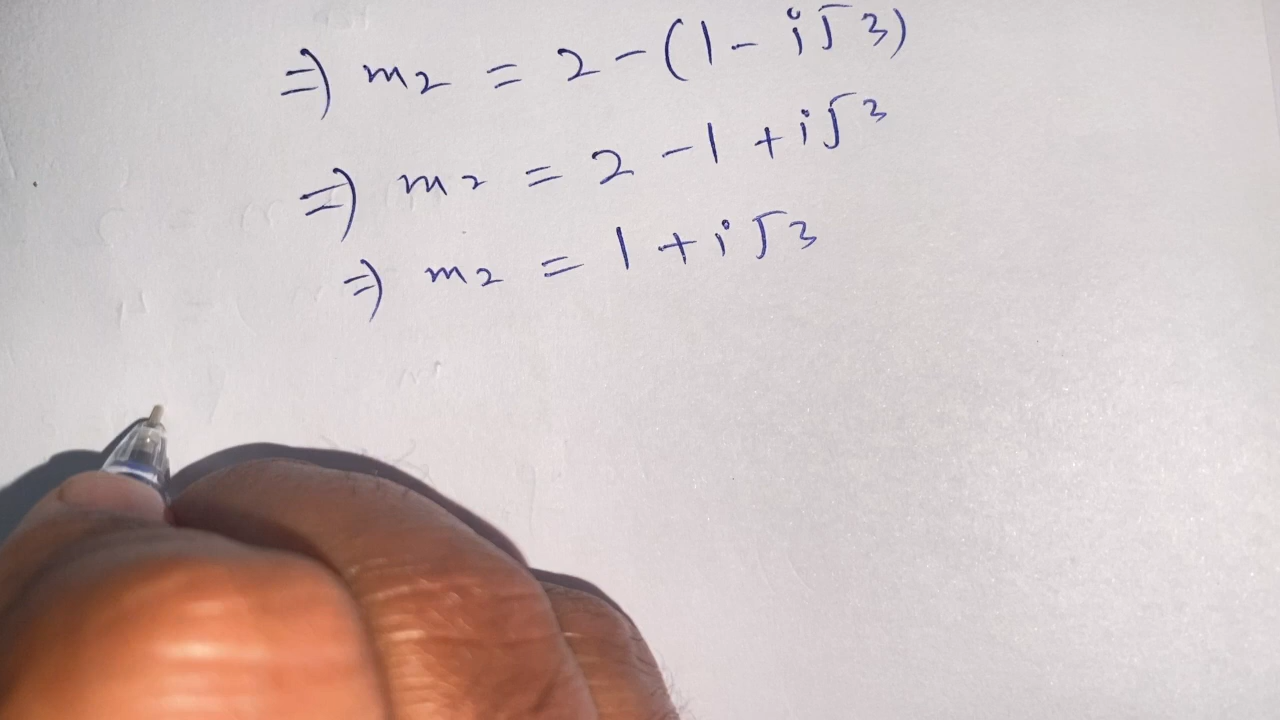 ⇒ m₂ = 2 - (1 - i√3)
⇒ m₂ = 2 - 1 + i√3
⇒ m₂ = 1 + i√3